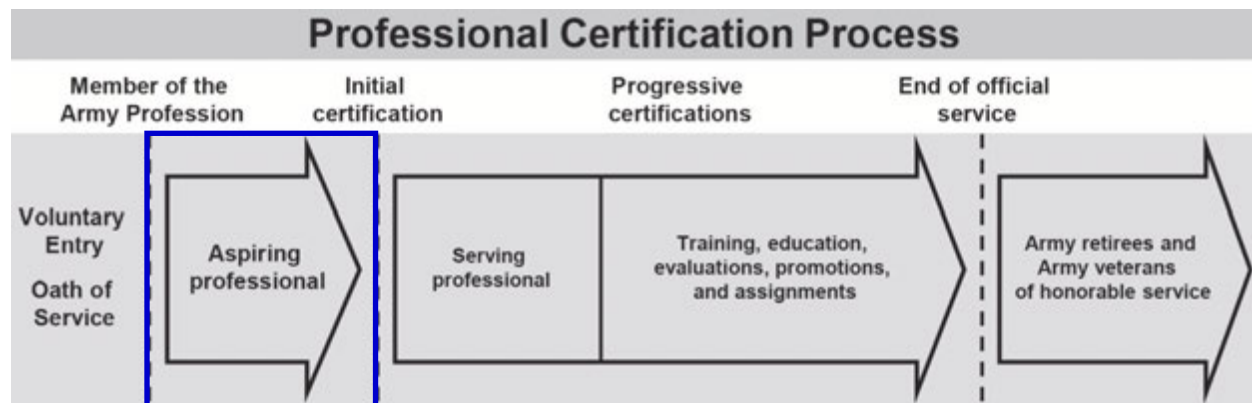 Professional Certification Process
Member of the
Army Profession
Initial
certification
Progressive
certifications
End of official
service
Voluntary
Entry
Oath of
Service
Aspiring
professional
Serving
professional
Training, education,
evaluations, promotions,
and assignments
Army retirees and
Army veterans
of honorable service